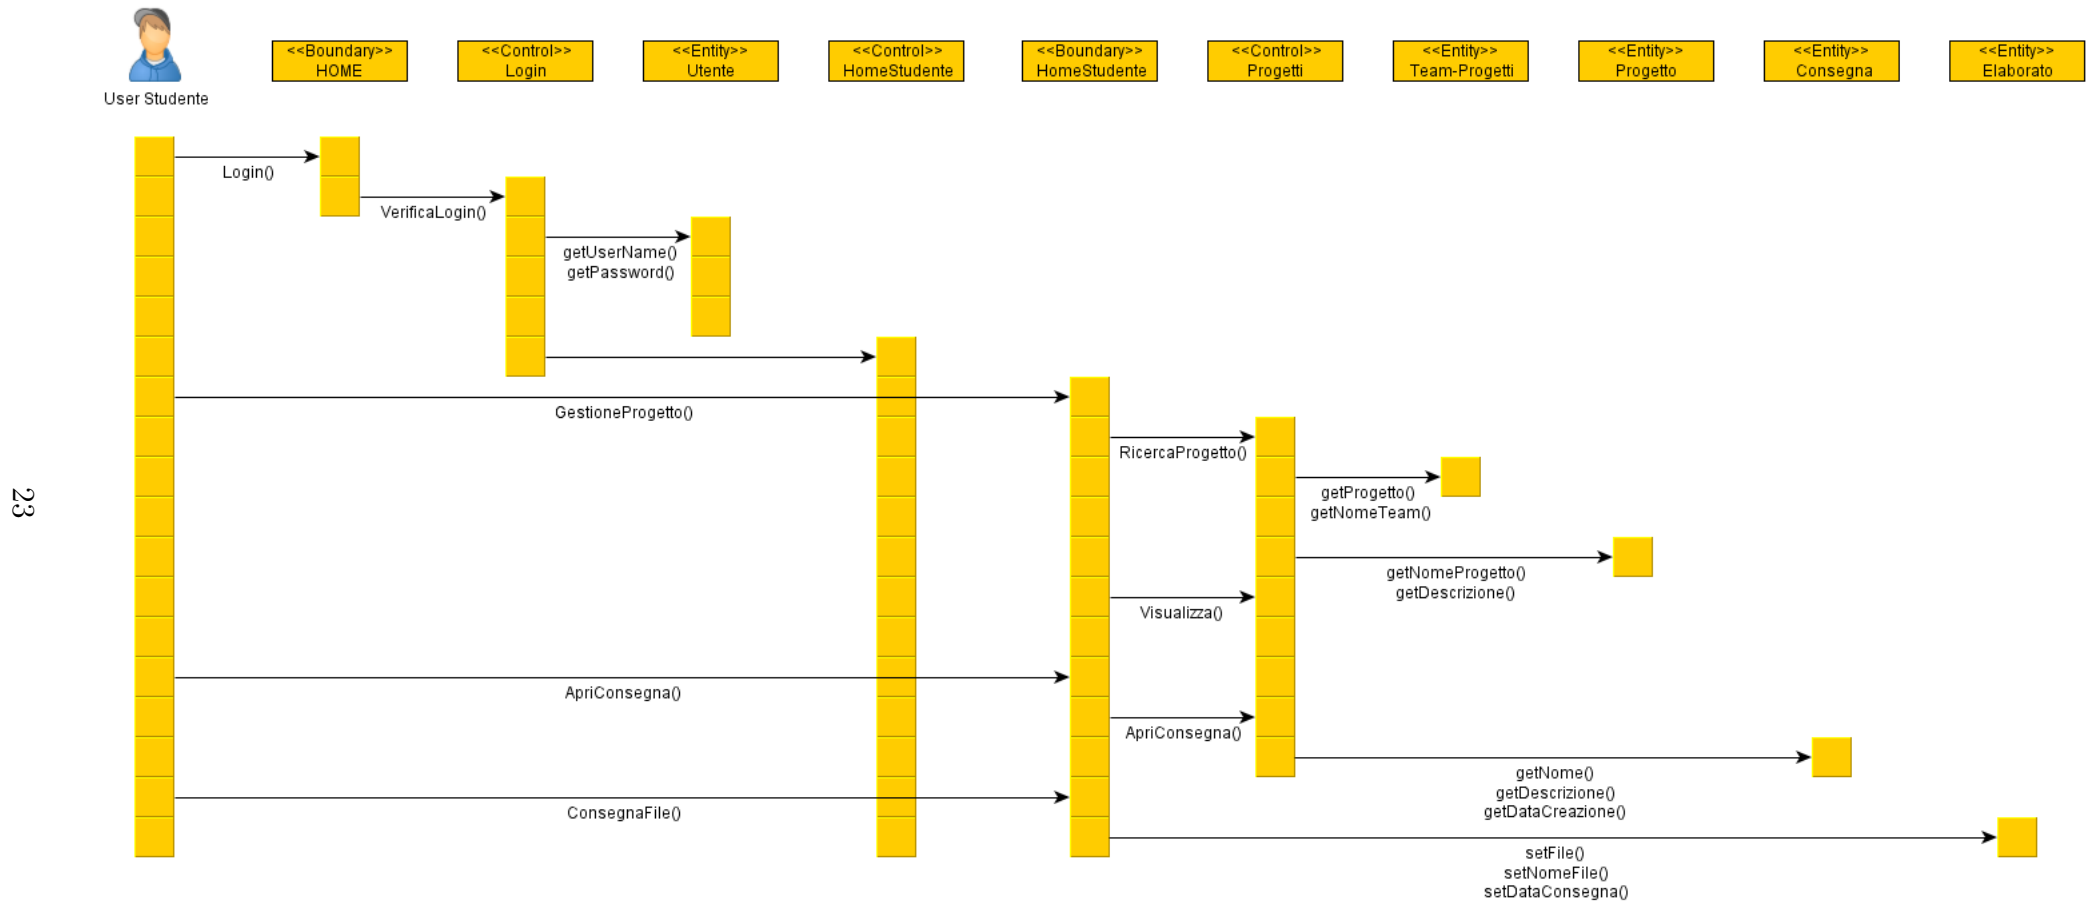 <<Boundary>>
HOME
<<Control>>
Login
<<Entity>>
Utente
<<Control>>
HomeStudente
<<Boundary>>
HomeStudente
<<Control>>
Progetti
<<Entity>>
Team-Progetti
<<Entity>>
Progetto
<<Entity>>
Consegna
<<Entity>>
Elaborato
User Studente
Login()
VerificaLogin()
getUserName()
getPassword()
GestioneProgetto()
RicercaProgetto()
getProgetto()
getNomeTeam()
getNomeProgetto()
getDescrizione()
Visualizza()
ApriConsegna()
ApriConsegna()
getNome()
getDescrizione()
getDataCreazione()
ConsegnaFile()
setFile()
setNomeFile()
setDataConsegna()
23